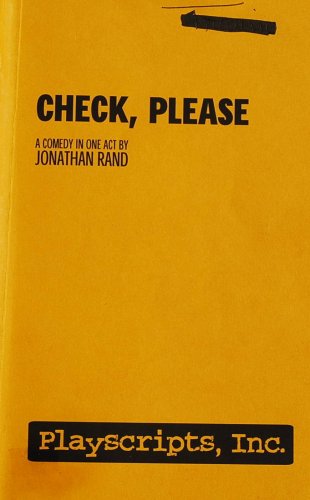 CHECK, PLEASE
A COMEDY IN ONE ACT BY
JONATHAN RAND
Playscripts, Inc.